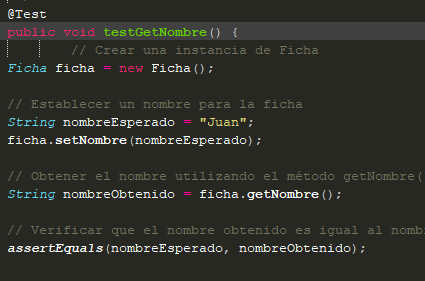 @Test
public void testGetNombre() {
// Crear una instancia de Ficha
Ficha ficha = new Ficha();
// Establecer un nombre para la ficha
String nombreEsperado = "Juan";
ficha.setNombre(nombreEsperado);
// Obtener el nombre utilizando el método getNombre(
String nombreObtenido = ficha.getNombre();
// Verificar que el nombre obtenido es igual al nomb
assertEquals(nombreEsperado, nombreObtenido);